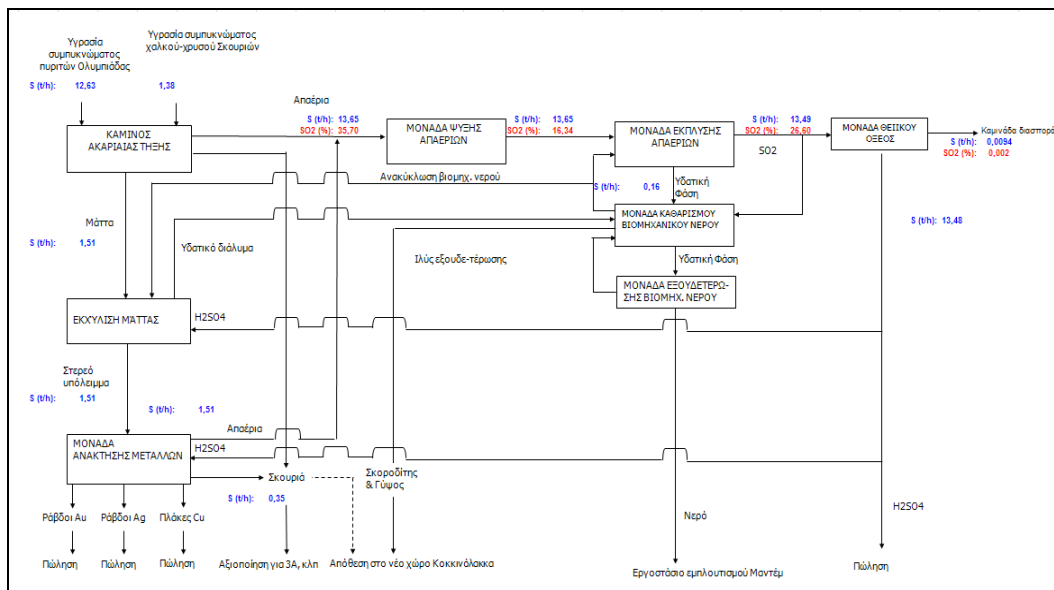 Υγρασία
συμπυκνώματος
πυριτών Ολυμπιάδας
Υγρασία συμπυκνώματος
χαλκού-χρυσού Σκουριών
S (t/h): 12,63
1,38
Απαέρια
S (t/h): 13,65
SO2 (%): 35,70
S (t/h): 13,65
SO2 (%): 16,34
S (t/h): 13,49
SO2 (%): 26,60
SO2
ΚΑΜΙΝΟΣ
ΑΚΑΡΙΑΙΑΣ ΤΗΞΗΣ
ΜΟΝΑΔΑ ΨΥΞΗΣ
ΑΠΑΕΡΙΩΝ
ΜΟΝΑΔΑ ΕΚΠΛΥΣΗΣ
ΑΠΑΕΡΙΩΝ
ΜΟΝΑΔΑ ΘΕΙΙΚΟΥ
ΟΞΕΟΣ
Καμινάδα διασπορά
S (t/h): 0,0094
SO2 (%): 0,002
Ανακύκλωση βιομηχ. νερού
S (t/h): 0,16
Υδατική
Φάση
Μάττα
S (t/h): 1,51
Υδατικό διάλυμα
ΜΟΝΑΔΑ ΚΑΘΑΡΙΣΜΟΥ
ΒΙΟΜΗΧΑΝΙΚΟΥ ΝΕΡΟΥ
S (t/h): 13,48
Ιλύς εξουδε-τέρωσης
Υδατική Φάση
ΜΟΝΑΔΑ ΕΞΟΥΔΕΤΕΡΩ-
ΣΗΣ ΒΙΟΜΗΧ. ΝΕΡΟΥ
ΕΚΧΎΛΙΣΗ ΜΆΤΤΑΣ
H2SO4
Στερεό
υπόλειμμα
S (t/h): 1,51
S (t/h): 1,51
Απαέρια
H2SO4
ΜΟΝΑΔΑ
ΑΝΑΚΤΗΣΗΣ ΜΕΤΑΛΛΩΝ
Σκουριά
S (t/h): 0,35
Σκοροδίτης
& Γύψος
Νερό
H2SO4
Ράβδοι Au
Ράβδοι Ag
Πλάκες Cu
Πώληση
Πώληση
Πώληση
Αξιοποίηση για 3Α, κλπ
Απόθεση στο νέο χώρο Κοκκινόλακκα
Εργοστάσιο εμπλουτισμού Μαντέμ
Πώληση